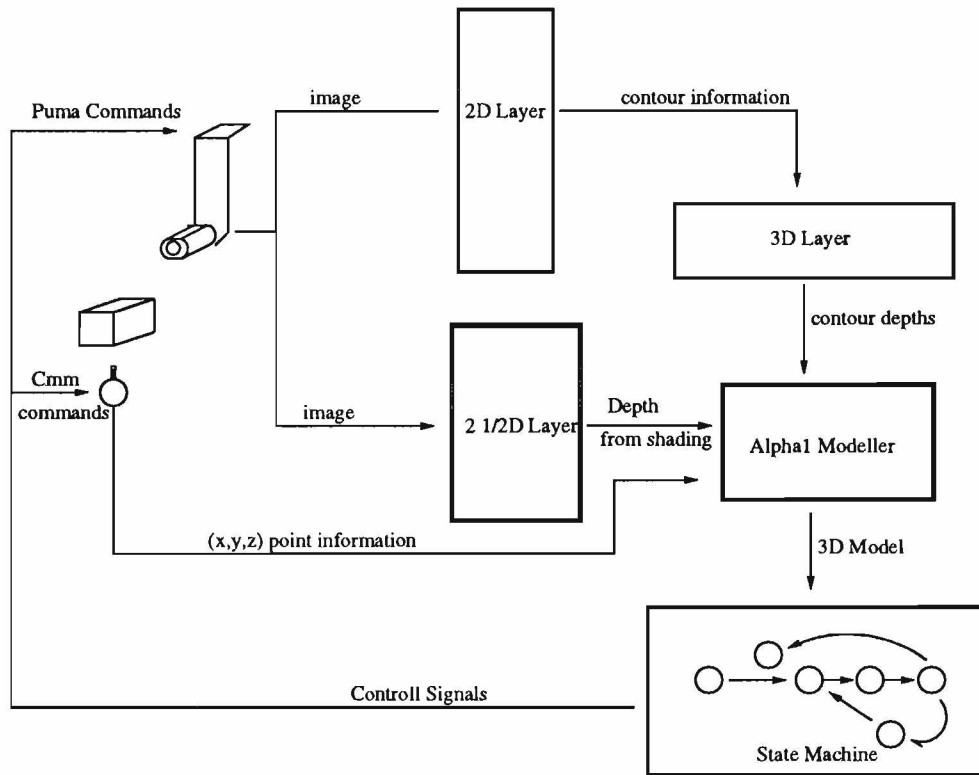 image
2D Layer
contour information
Puma Commands
3D Layer
contour depths
Cmm
commands
image
2 1/2D Layer
Depth
from shading
Alpha1 Modeller
(x,y,z) point information
3D Model
Controll Signals
State Machine